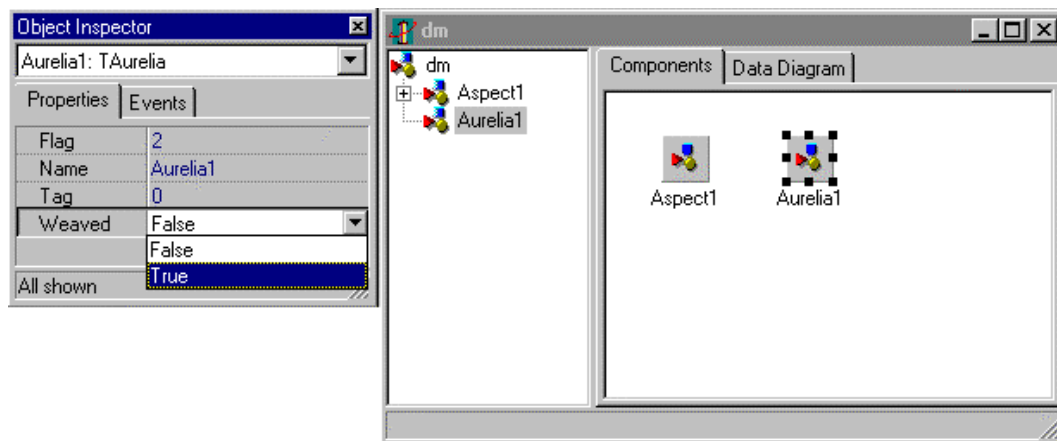 Object Inspector
Aurelia1: TAurelia
Properties Events
Flag 2
Name Aurelia1
Tag 0
Weaved False
False
True
All shown
dm
dm
Aspect1
Aurelia1
Components Data Diagram
Aspect1 Aurelia1